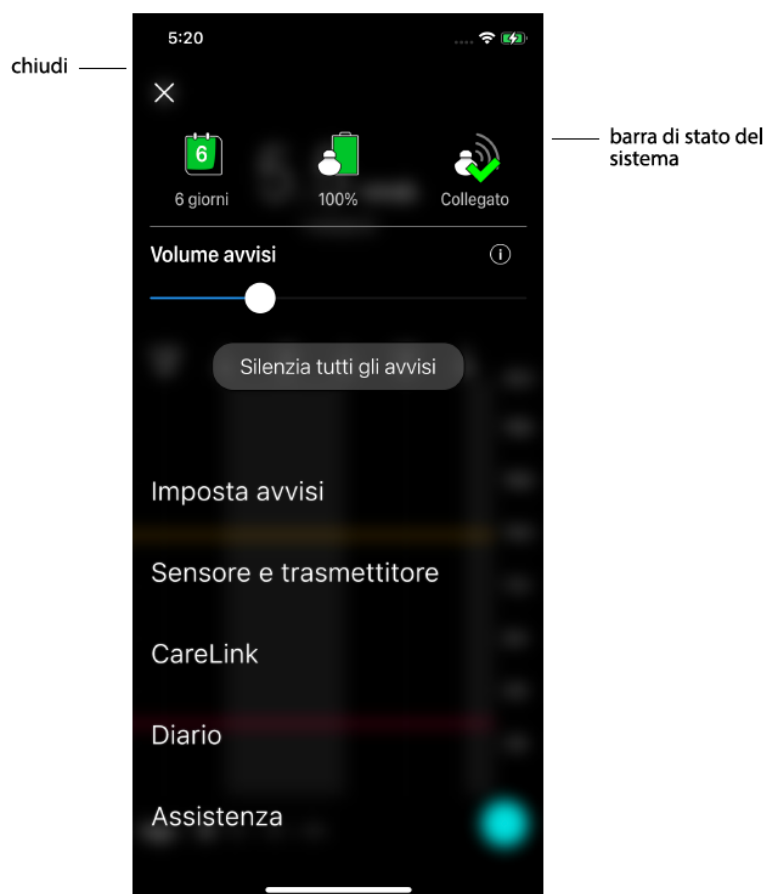 5:20
chiudi
6
6 giorni
100%
Collegato
barra di stato del
sistema
Volume avvisi
Silenzia tutti gli avvisi
Imposta avvisi
Sensore e trasmettitore
CareLink
Diario
Assistenza